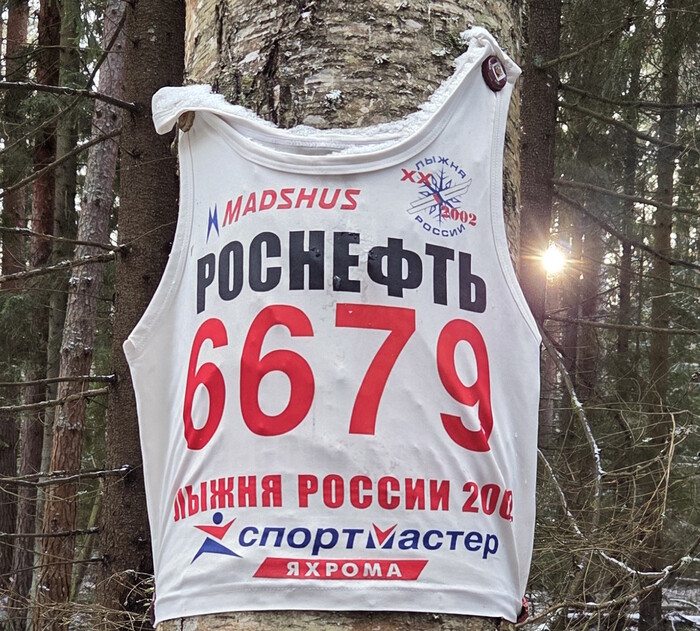 MADSHUS
ЛЫЖНЯ
XX
2002
РОССИИ
РОСНЕФТЬ
6679
ЛЫЖНЯ РОССИИ 200
спортмастер
ЯХРОМА